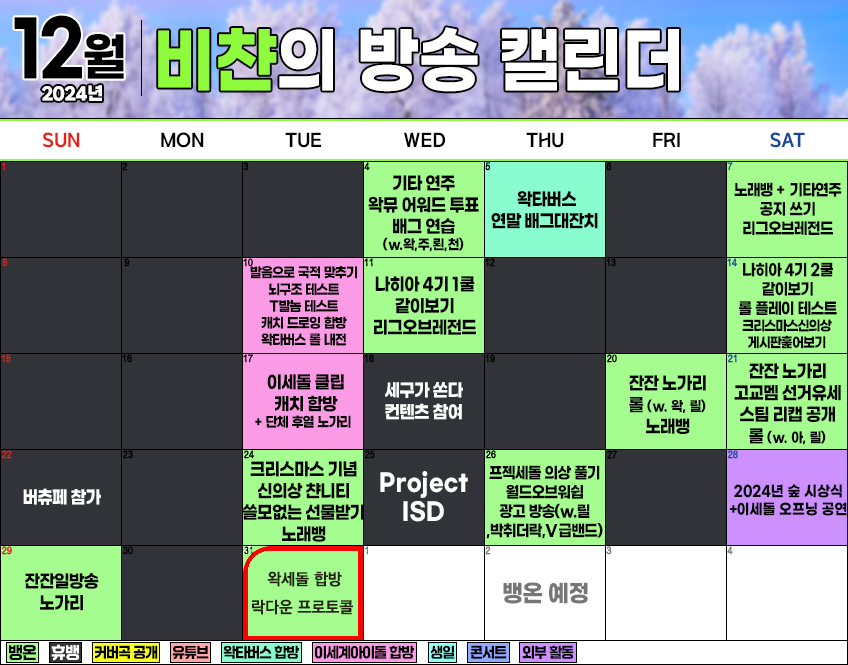 12월
2024년
비챤의 방송 캘린더
SUN MON TUE WED THU FRI SAT
1 2 3 4 5 6 7
기타 연주
왁뮤 어워드 투표
배그 연습
(w.왁,주,뢴,천)
왁타버스
연말 배그대잔치
노래뱅 + 기타연주
공지 쓰기
리그오브레전드
8 9 10 11 12 13 14
발음으로 국적 맞추기
뇌구조 테스트
T발놈 테스트
캐치 드로잉 합방
왁타버스 롤 내전
나히아 4기 1쿨
같이보기
리그오브레전드
나히아 4기 2쿨
같이보기
롤 플레이 테스트
크리스마스신의상
게시판훑어보기
15 16 17 18 19 20 21
이세돌 클립
캐치 합방
+ 단체 후열 노가리
세구가 쏜다
컨텐츠 참여
잔잔 노가리
롤 (w. 왁, 릴)
노래뱅
잔잔 노가리
고교멤 선거유세
스팀 리캡 공개
롤 (w. 아, 릴)
22 23 24 25 26 27 28
버츄페 참가
크리스마스 기념
신의상 챤니티
쓸모없는 선물받기
노래뱅
Project
ISD
프젝세돌 의상 풀기
월드오브워쉽
광고 방송(w.릴
,박취더락,V급밴드)
2024년 숲 시상식
+이세돌 오프닝 공연
29 30 31 1 2 3 4
잔잔일방송
노가리
왁세돌 합방
락다운 프로토콜
뱅온 예정
뱅온 휴뱅 커버곡 공개 유튜브 왁타버스 합방 이세계아이돌 합방 생일 콘서트 외부 활동